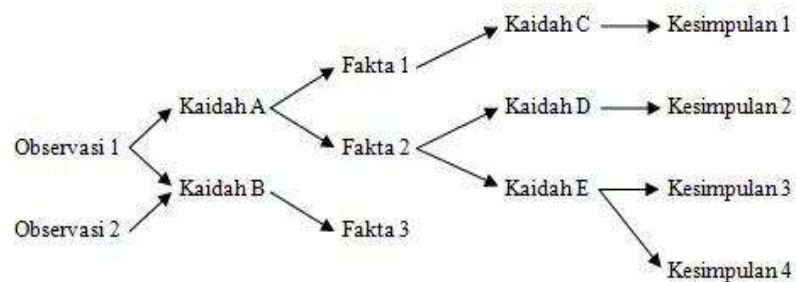 Kaidah C
Kesimpulan 1
Fakta 1
Kaidah A
Kaidah D
Kesimpulan 2
Observasi 1
Fakta 2
Kaidah B
Kaidah E
Kesimpulan 3
Observasi 2
Fakta 3
Kesimpulan 4